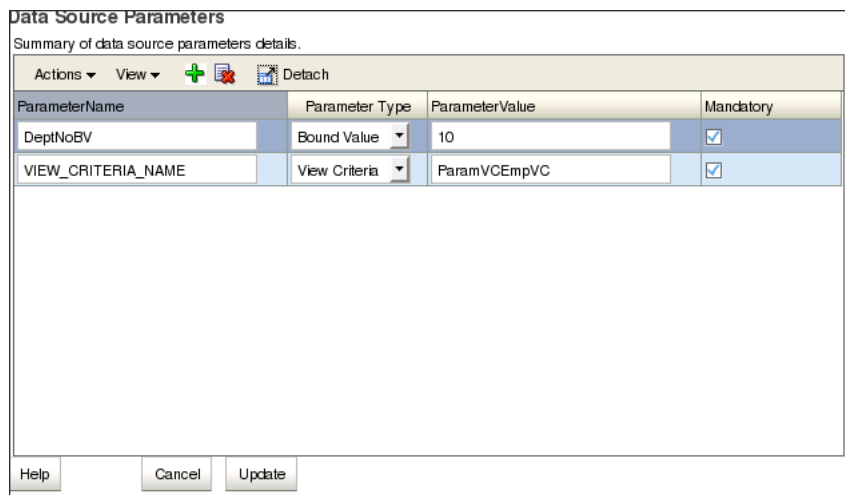 Data Source Parameters
Summary of data source parameters details.
Actions View Detach
ParameterName Parameter Type ParameterValue Mandatory
DeptNoBV Bound Value 10
VIEW_CRITERIA_NAME View Criteria ParamVCEmpVC
Help Cancel Update